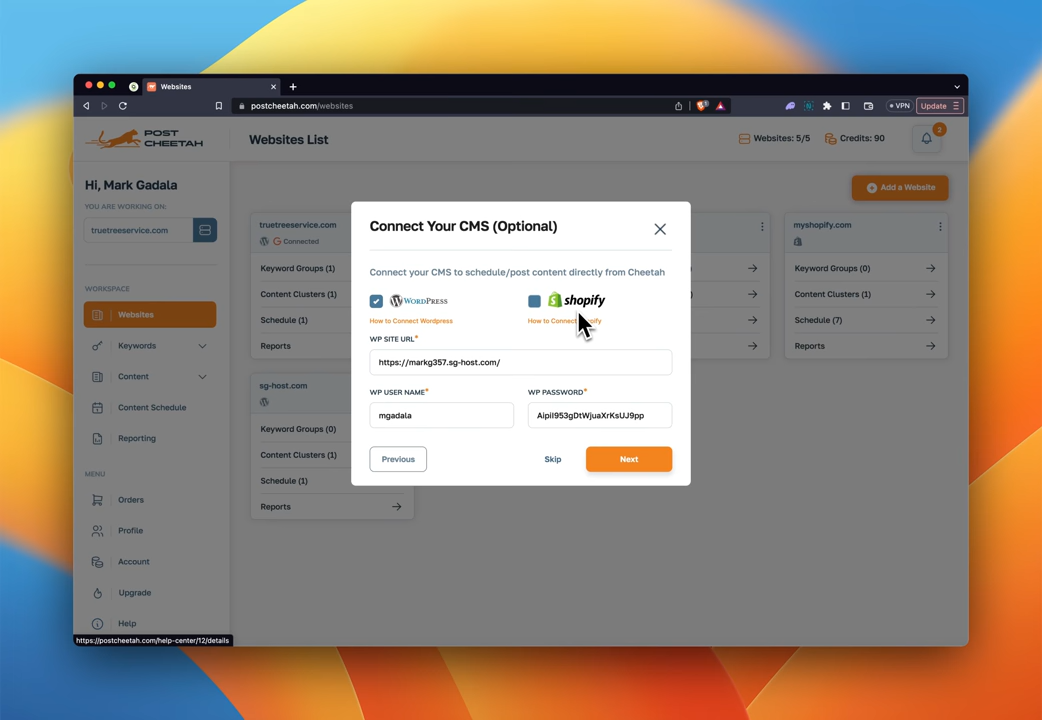 Websites
postcheetah.com/websites
VPN
Update
POST
CHEETAH
Websites List
Websites: 5/5
Credits: 90
2
Hi, Mark Gadala
YOU ARE WORKING ON:
truetreeservice.com
WORKSPACE
Websites
Keywords
Content
Content Schedule
Reporting
MENU
Orders
Profile
Account
Upgrade
Help
https://postcheetah.com/help-center/12/details
Add a Website
truetreeservice.com
Connected
Keyword Groups (1)
Content Clusters (1)
Schedule (1)
Reports
myshopify.com
Keyword Groups (0)
Content Clusters (1)
Schedule (7)
Reports
sg-host.com
Keyword Groups (0)
Content Clusters (1)
Schedule (1)
Reports
Connect Your CMS (Optional)
Connect your CMS to schedule/post content directly from Cheetah
WORDPRESS
shopify
How to Connect Wordpress
How to Connect
WP SITE URL*
https://markg357.sg-host.com/
WP USER NAME*
WP PASSWORD*
mgadala
Aipil953gDtWjuaXrKsUJ9pp
Previous
Skip
Next